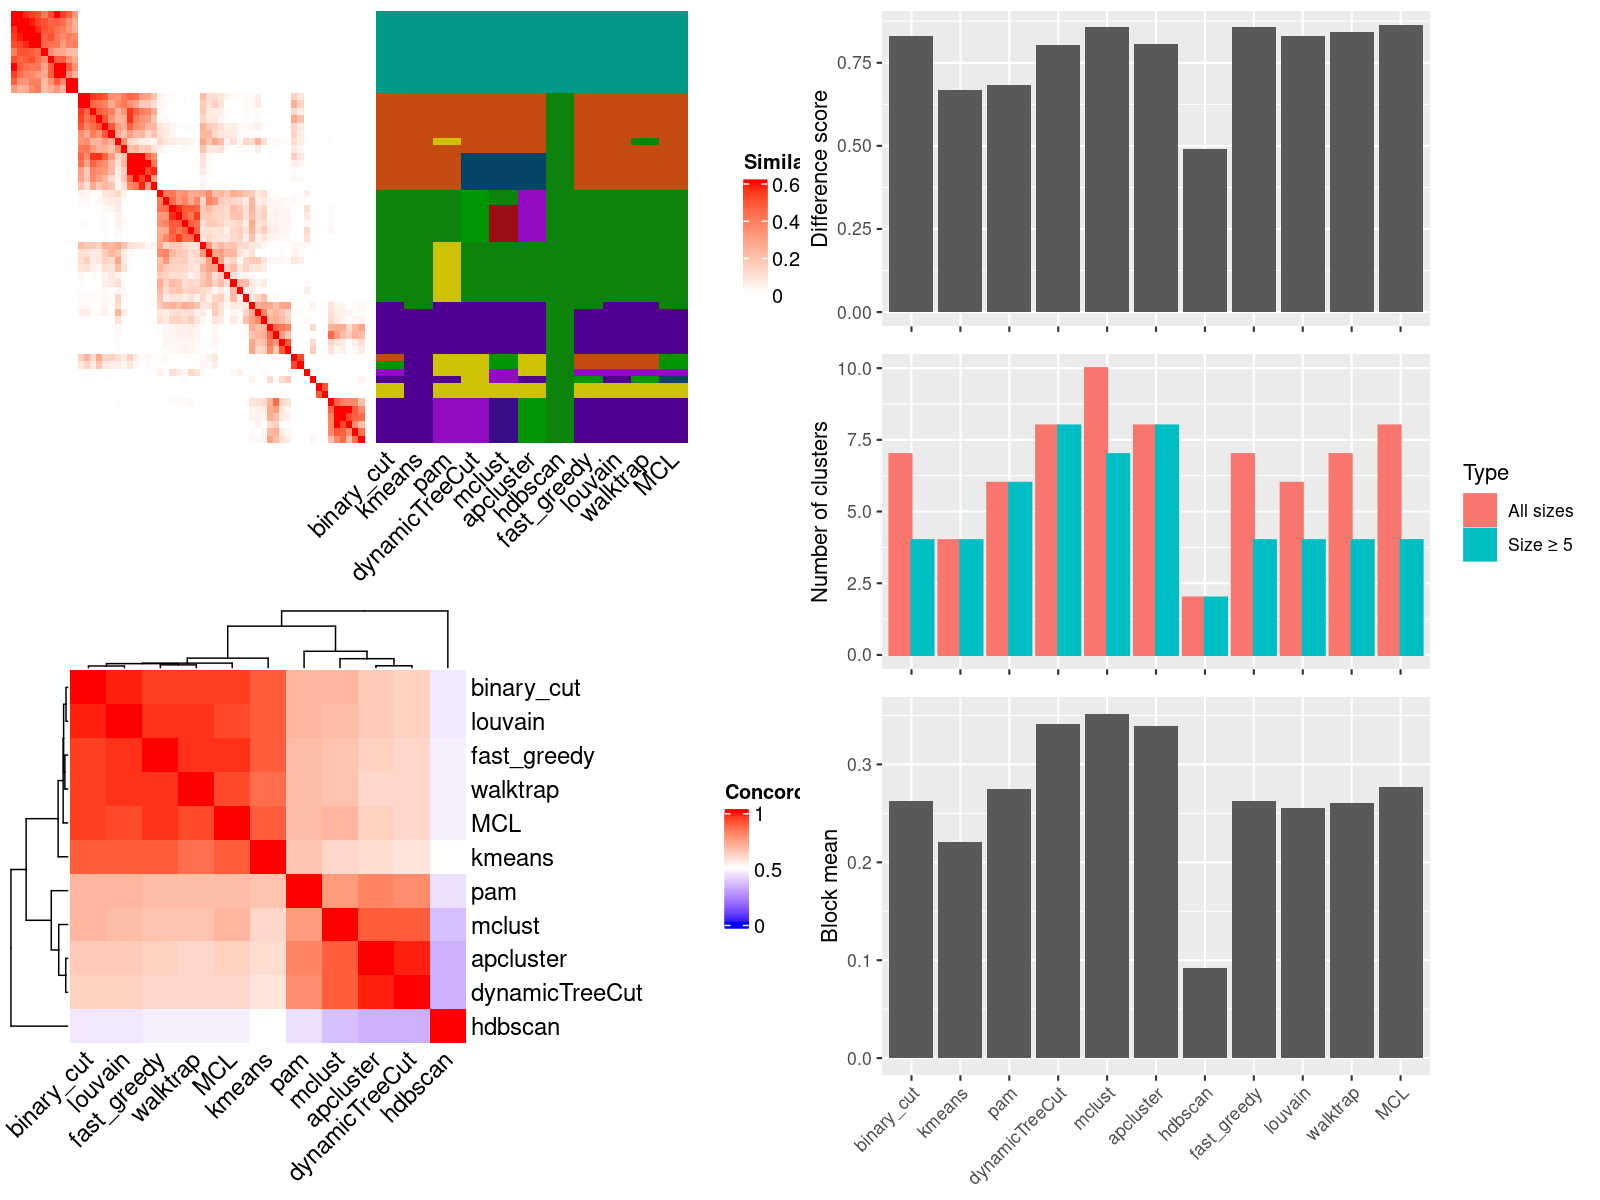 Simila
0.6
0.4
0.2
0
binary_cut
kmeans
pam
dynamicTreeCut
mclust
apcluster
hdbscan
fast_greedy
louvain
walktrap
MCL
binary_cut
louvain
fast_greedy
walktrap
MCL
kmeans
pam
mclust
apcluster
dynamicTreeCut
hdbscan
Concord
1
0.5
0
binary_cut
louvain
fast_greedy
walktrap
MCL
kmeans
pam
mclust
apcluster
dynamicTreeCut
hdbscan
Difference score
0.75
0.50
0.25
0.00
Number of clusters
10.0
7.5
5.0
2.5
0.0
Type
All sizes
Size ≥ 5
Block mean
0.3
0.2
0.1
0.0
binary_cut
kmeans
pam
dynamicTreeCut
mclust
apcluster
hdbscan
fast_greedy
louvain
walktrap
MCL